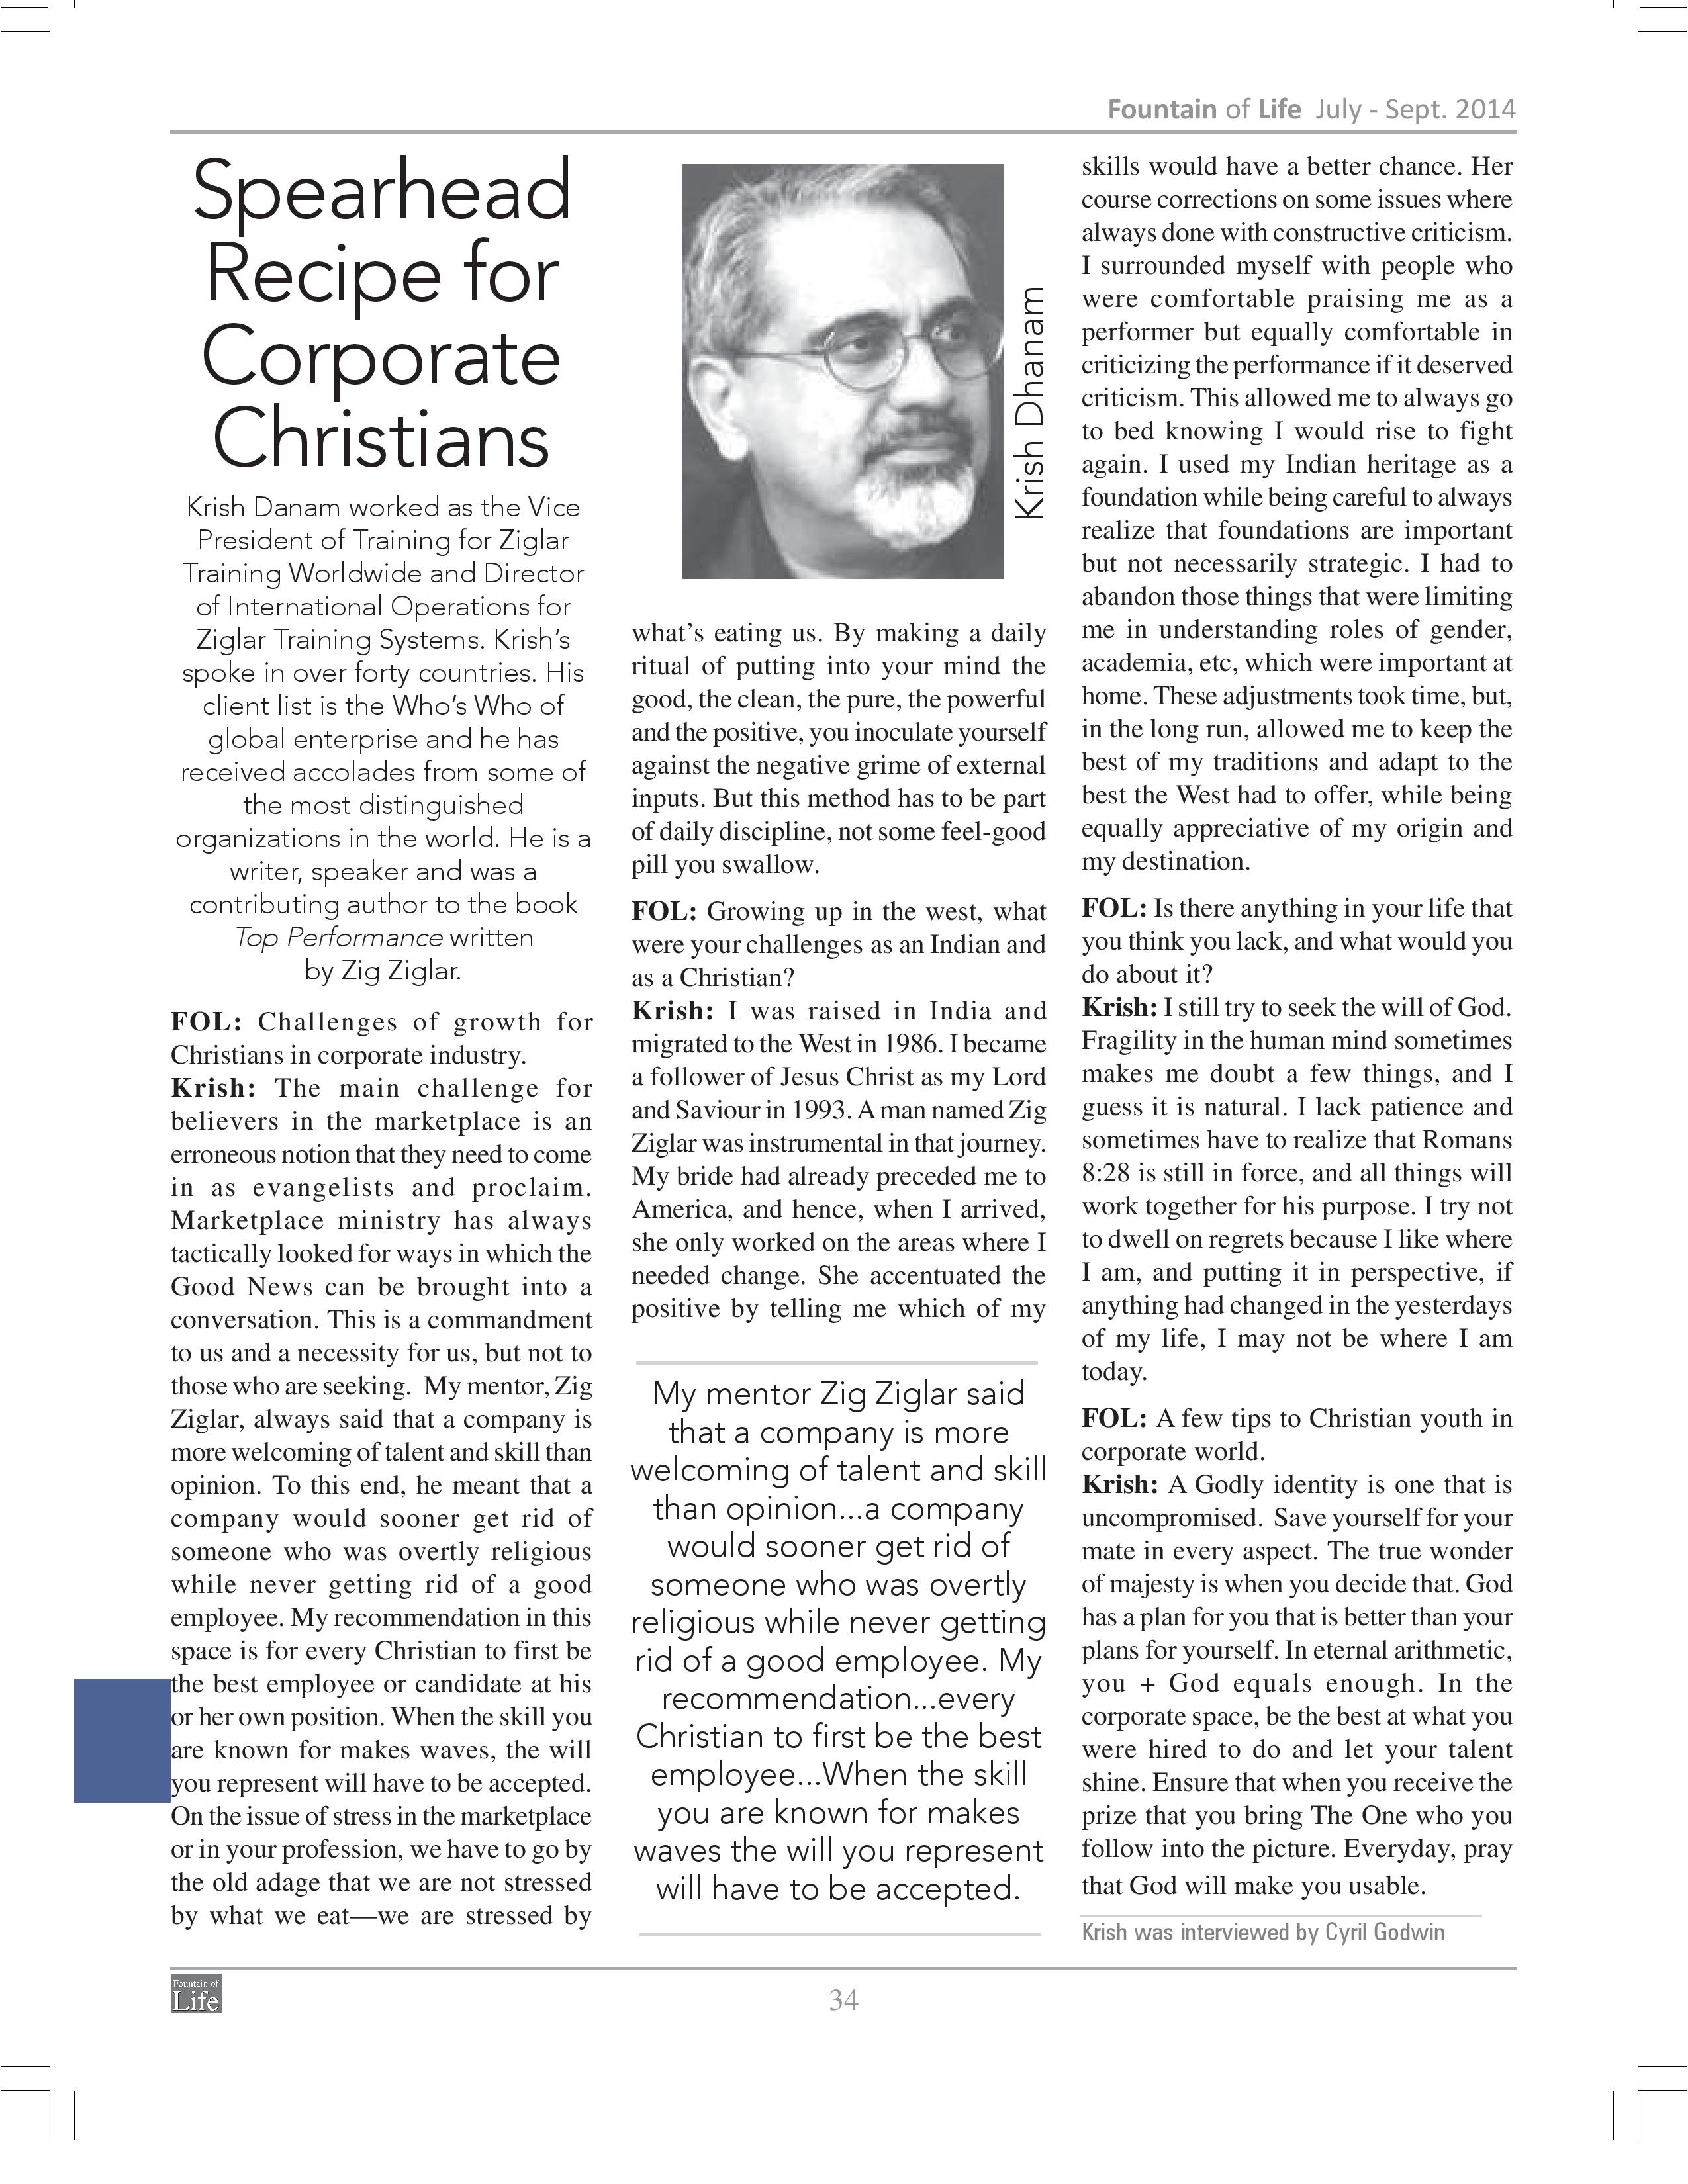 Fountain of Life July - Sept. 2014
Spearhead
Recipe for
Corporate
Christians
Krish Danam worked as the Vice
President of Training for Ziglar
Training Worldwide and Director
of International Operations for
Ziglar Training Systems. Krish’s
spoke in over forty countries. His
client list is the Who’s Who of
global enterprise and he has
received accolades from some of
the most distinguished
organizations in the world. He is a
writer, speaker and was a
contributing author to the book
Top Performance written
by Zig Ziglar.
FOL: Challenges of growth for
Christians in corporate industry.
Krish: The main challenge for
believers in the marketplace is an
erroneous notion that they need to come
in as evangelists and proclaim.
Marketplace ministry has always
tactically looked for ways in which the
Good News can be brought into a
conversation. This is a commandment
to us and a necessity for us, but not to
those who are seeking. My mentor, Zig
Ziglar, always said that a company is
more welcoming of talent and skill than
opinion. To this end, he meant that a
company would sooner get rid of
someone who was overtly religious
while never getting rid of a good
employee. My recommendation in this
space is for every Christian to first be
the best employee or candidate at his
or her own position. When the skill you
are known for makes waves, the will
you represent will have to be accepted.
On the issue of stress in the marketplace
or in your profession, we have to go by
the old adage that we are not stressed
by what we eat—we are stressed by
Krish Dhanam
what’s eating us. By making a daily
ritual of putting into your mind the
good, the clean, the pure, the powerful
and the positive, you inoculate yourself
against the negative grime of external
inputs. But this method has to be part
of daily discipline, not some feel-good
pill you swallow.
FOL: Growing up in the west, what
were your challenges as an Indian and
as a Christian?
Krish: I was raised in India and
migrated to the West in 1986. I became
a follower of Jesus Christ as my Lord
and Saviour in 1993. A man named Zig
Ziglar was instrumental in that journey.
My bride had already preceded me to
America, and hence, when I arrived,
she only worked on the areas where I
needed change. She accentuated the
positive by telling me which of my
My mentor Zig Ziglar said
that a company is more
welcoming of talent and skill
than opinion...a company
would sooner get rid of
someone who was overtly
religious while never getting
rid of a good employee. My
recommendation...every
Christian to first be the best
employee...When the skill
you are known for makes
waves the will you represent
will have to be accepted.
skills would have a better chance. Her
course corrections on some issues where
always done with constructive criticism.
I surrounded myself with people who
were comfortable praising me as a
performer but equally comfortable in
criticizing the performance if it deserved
criticism. This allowed me to always go
to bed knowing I would rise to fight
again. I used my Indian heritage as a
foundation while being careful to always
realize that foundations are important
but not necessarily strategic. I had to
abandon those things that were limiting
me in understanding roles of gender,
academia, etc, which were important at
home. These adjustments took time, but,
in the long run, allowed me to keep the
best of my traditions and adapt to the
best the West had to offer, while being
equally appreciative of my origin and
my destination.
FOL: Is there anything in your life that
you think you lack, and what would you
do about it?
Krish: I still try to seek the will of God.
Fragility in the human mind sometimes
makes me doubt a few things, and I
guess it is natural. I lack patience and
sometimes have to realize that Romans
8:28 is still in force, and all things will
work together for his purpose. I try not
to dwell on regrets because I like where
I am, and putting it in perspective, if
anything had changed in the yesterdays
of my life, I may not be where I am
today.
FOL: A few tips to Christian youth in
corporate world.
Krish: A Godly identity is one that is
uncompromised. Save yourself for your
mate in every aspect. The true wonder
of majesty is when you decide that. God
has a plan for you that is better than your
plans for yourself. In eternal arithmetic,
you + God equals enough. In the
corporate space, be the best at what you
were hired to do and let your talent
shine. Ensure that when you receive the
prize that you bring The One who you
follow into the picture. Everyday, pray
that God will make you usable.
Krish was interviewed by Cyril Godwin
Fountain of
Life
34